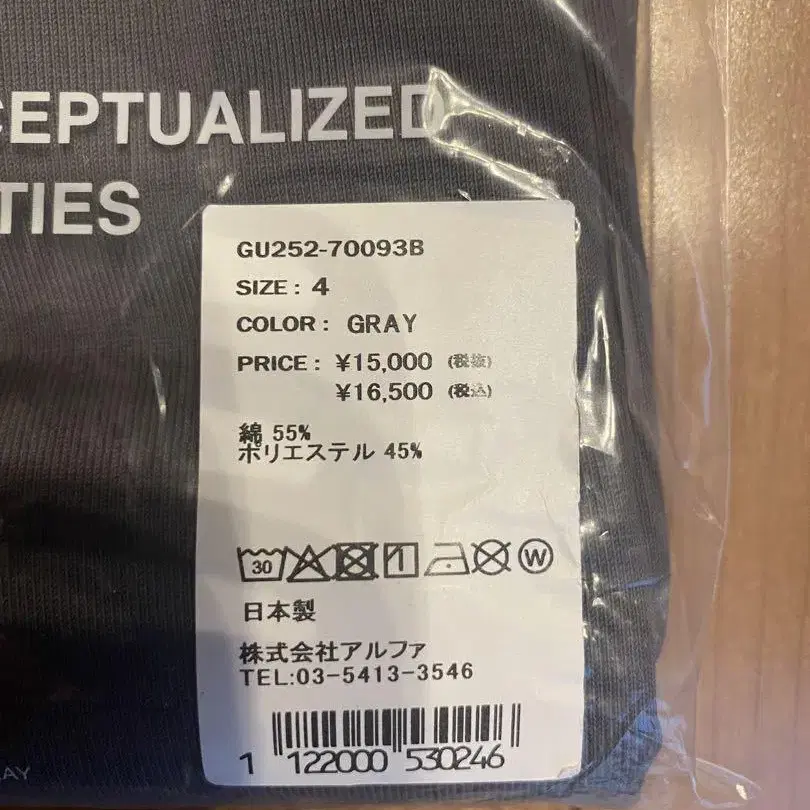 CEPTUALIZED
TIES
GU252-70093B
SIZE: 4
COLOR: GRAY
PRICE: ¥15,000 (税抜)
¥16,500 (税込)
綿 55%
ポリエステル 45%
30
W
日本製
株式会社アルファ
TEL:03-5413-3546
1 122000 530246
AY